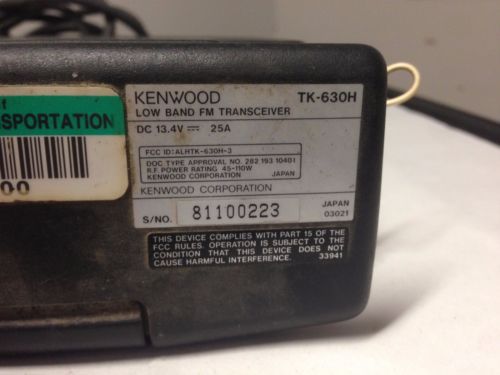 f
SPORTATION
00
KENWOOD TK-630H
LOW BAND FM TRANSCEIVER
DC 13.4V ⎓ 25A
FCC ID:ALHTK-630H-3
DOC TYPE APPROVAL NO. 282 193 10401
R.F. POWER RATING 45-110W
KENWOOD CORPORATION JAPAN
KENWOOD CORPORATION
S/NO. 81100223
JAPAN
03021
THIS DEVICE COMPLIES WITH PART 15 OF THE
FCC RULES. OPERATION IS SUBJECT TO THE
CONDITION THAT THIS DEVICE DOES NOT
CAUSE HARMFUL INTERFERENCE. 33941